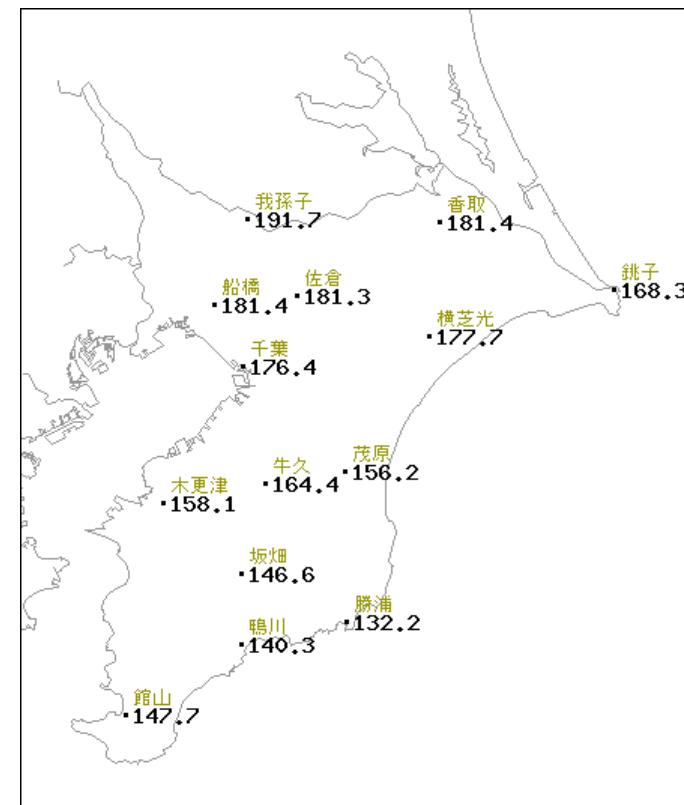 我孫子
191.7
香取
181.4
佐倉
181.3
船橋
181.4
銚子
168.3
横芝光
177.7
千葉
176.4
茂原
156.2
牛久
164.4
木更津
158.1
坂畑
146.6
勝浦
132.2
鴨川
140.3
館山
147.7